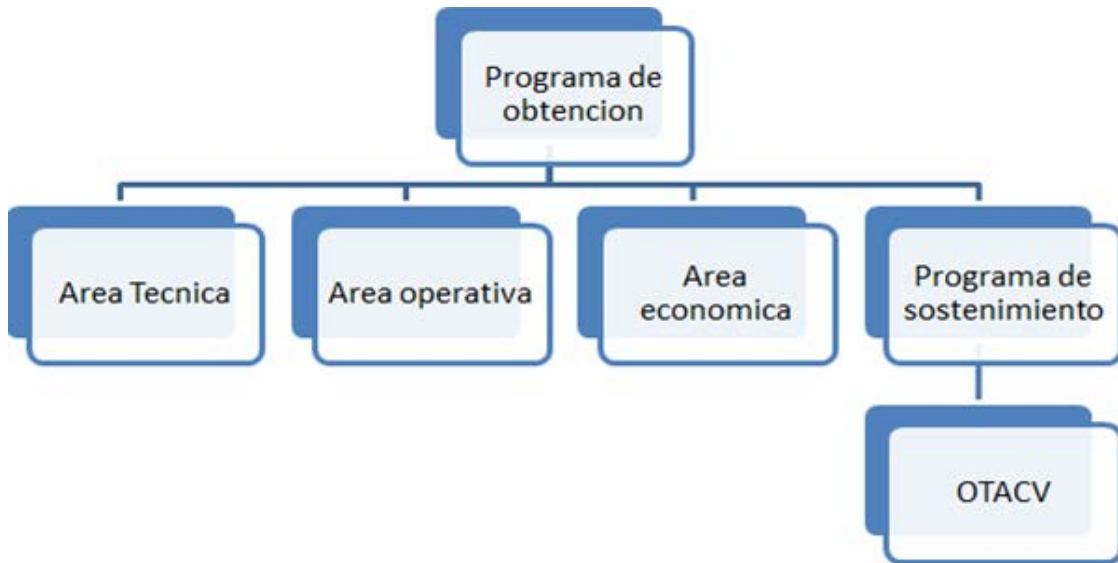 Programa de
obtencion
Area Tecnica
Area operativa
Area
economica
Programa de
sostenimiento
OTACV